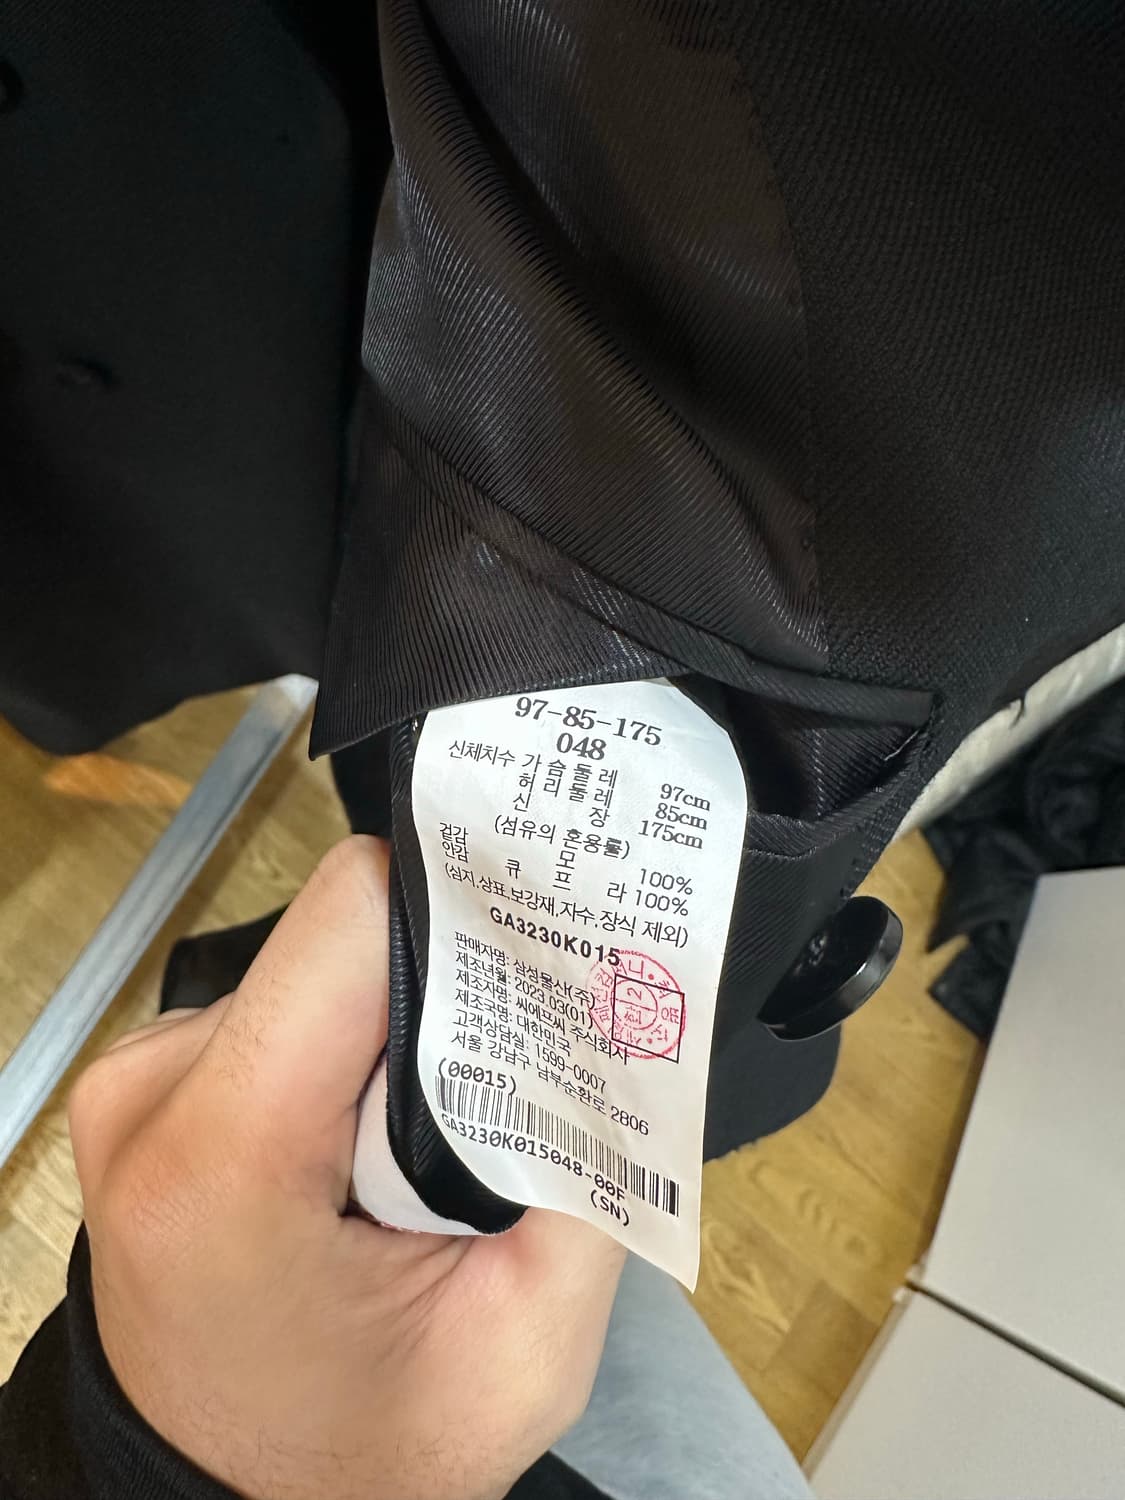 97-85-175
048
신체치수 가슴둘레 97cm
허리둘레 85cm
신장 175cm
(섬유의 혼용률)
겉감 모 100%
안감 큐프라 100%
(심지,상표,보강재,자수,장식 제외)
GA3230K015
판매자명: 삼성물산(주)
제조년월: 2023.03(01)
제조자명: 씨에프씨 주식회사
제조국명: 대한민국
고객상담실: 1599-0007
서울 강남구 남부순환로 2806
(00015)
GA3230K015048-00F
(SN)